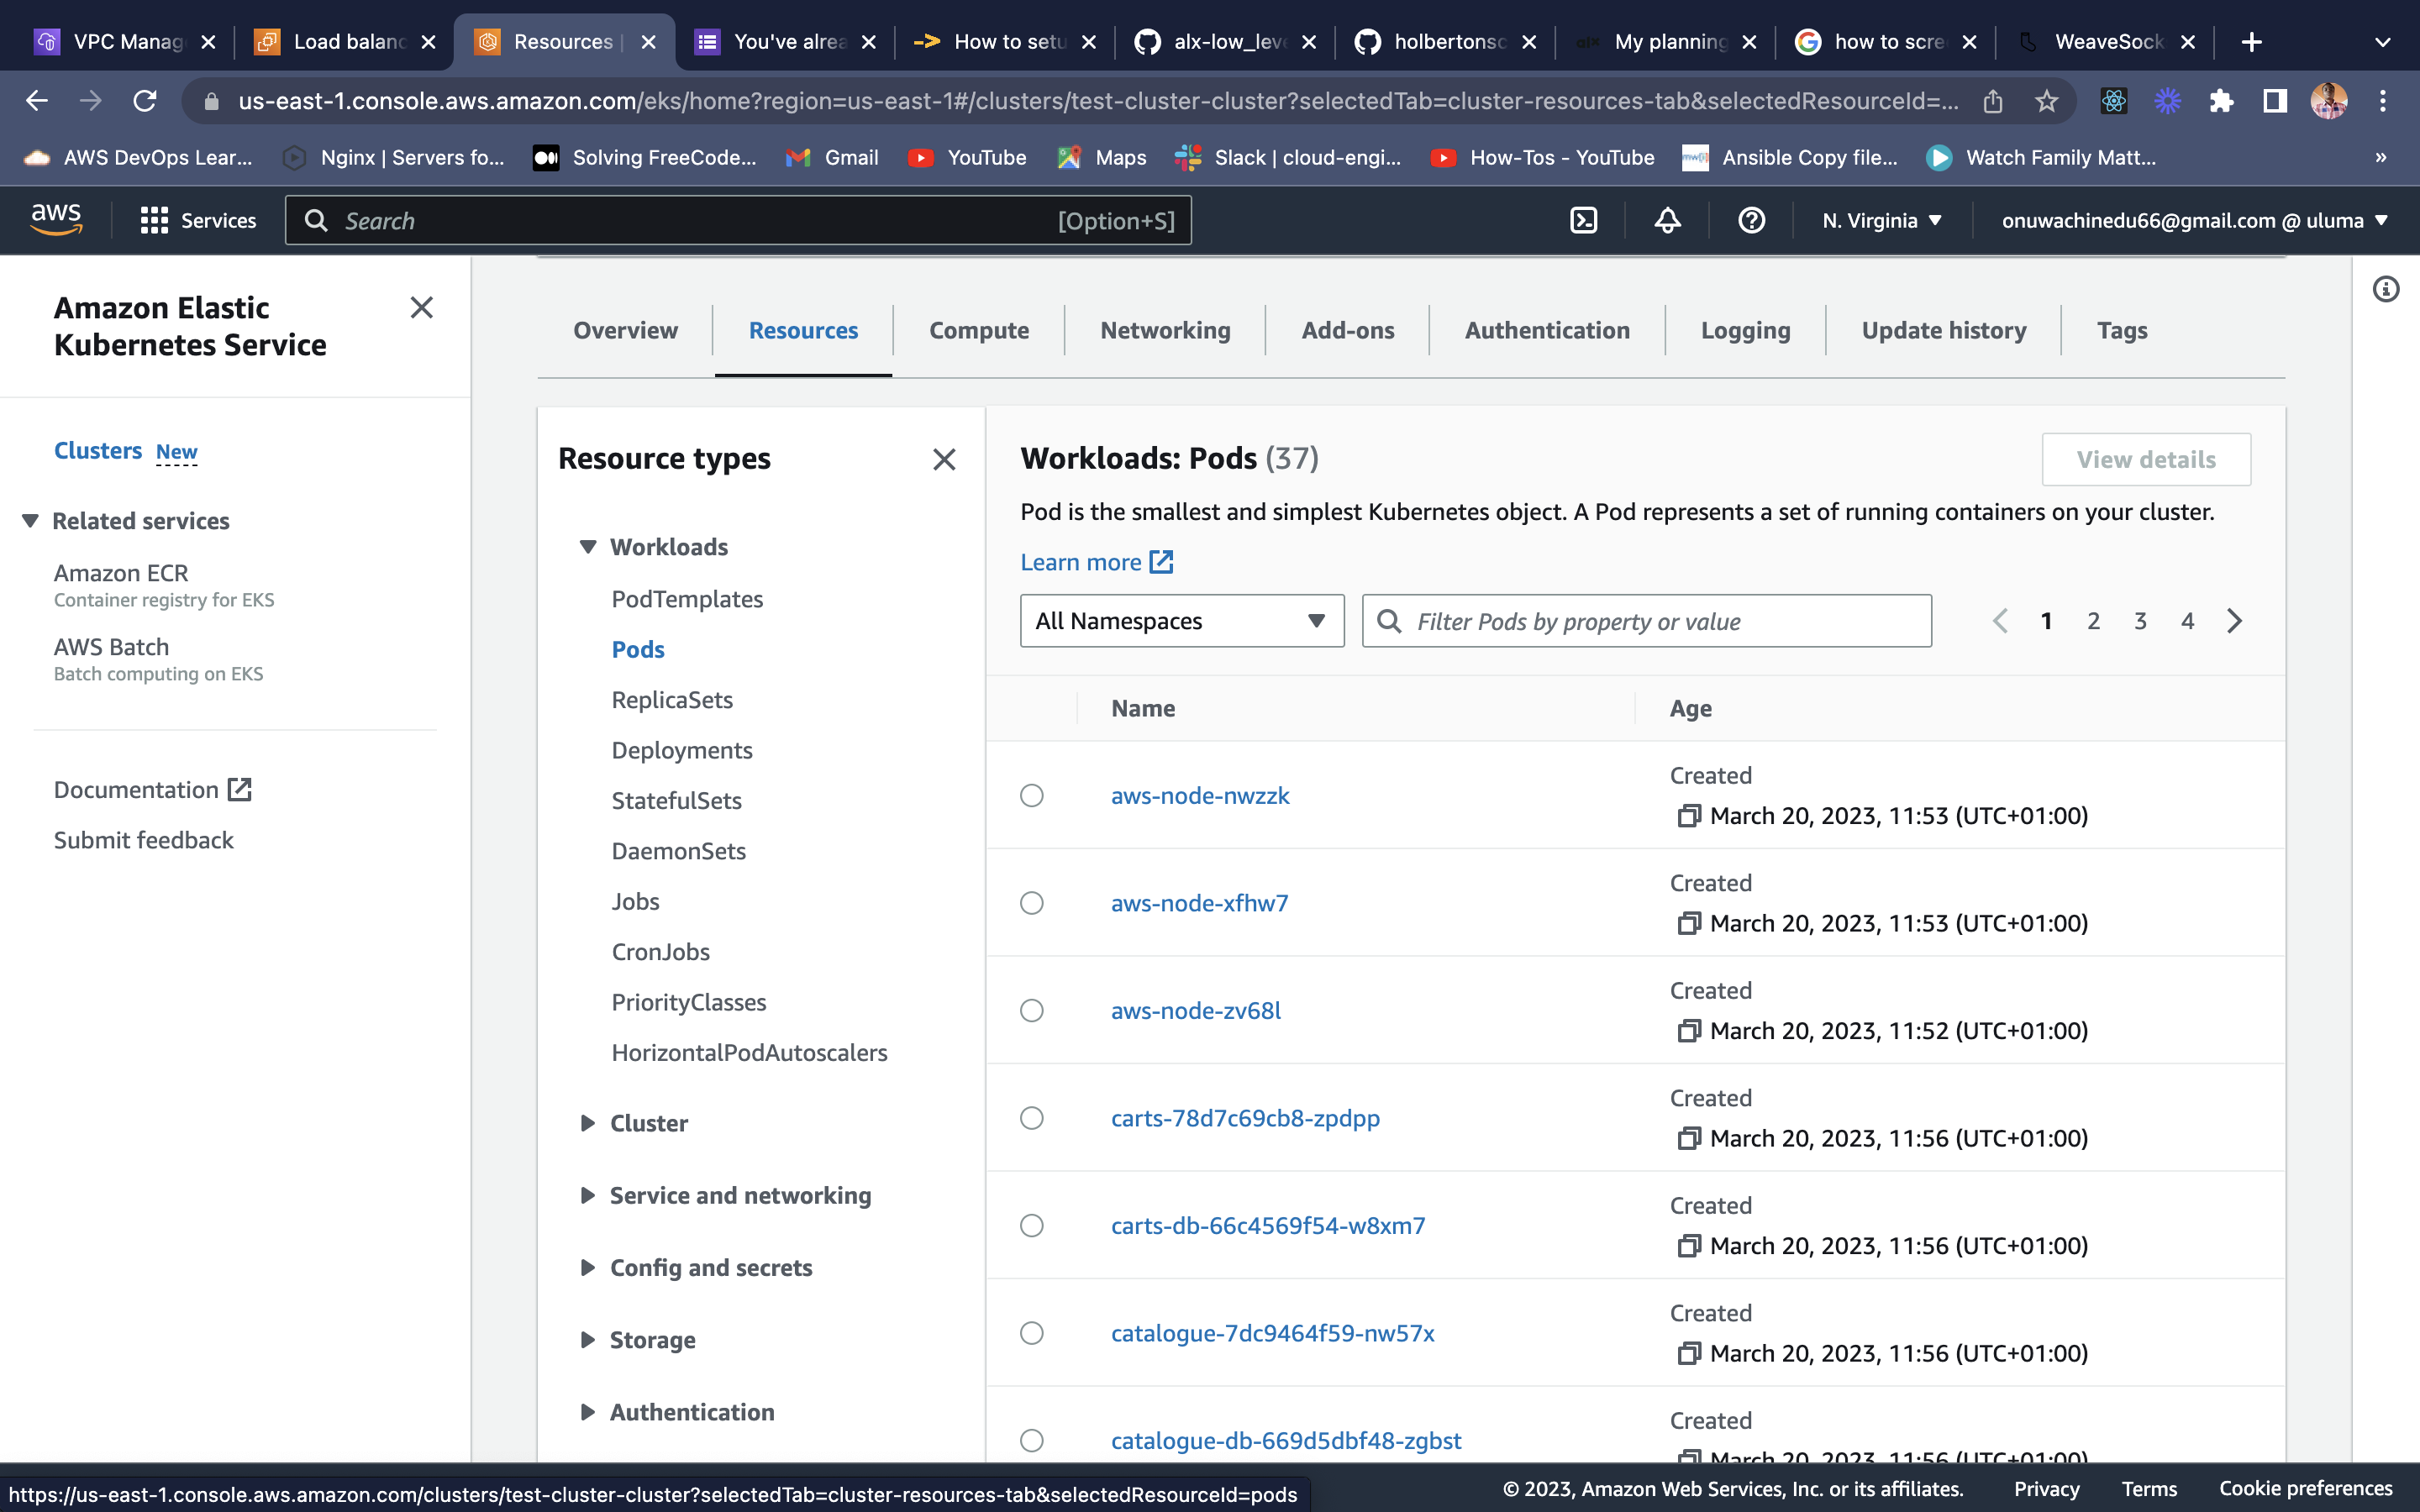 VPC Manag
Load balanc
Resources |
You've alrea
How to setu
alx-low_leve
holbertonsc
alx
My planning
how to scre
WeaveSock
us-east-1.console.aws.amazon.com/eks/home?region=us-east-1#/clusters/test-cluster-cluster?selectedTab=cluster-resources-tab&selectedResourceId=...
AWS DevOps Lear...
Nginx | Servers fo...
Solving FreeCode...
Gmail
YouTube
Maps
Slack | cloud-engi...
How-Tos - YouTube
Ansible Copy file...
Watch Family Matt...
»
aws
Services
Search
[Option+S]
N. Virginia
onuwachinedu66@gmail.com @ uluma
Amazon Elastic
Kubernetes Service
Clusters New
Related services
Amazon ECR
Container registry for EKS
AWS Batch
Batch computing on EKS
Documentation
Submit feedback
Overview
Resources
Compute
Networking
Add-ons
Authentication
Logging
Update history
Tags
Resource types
Workloads
PodTemplates
Pods
ReplicaSets
Deployments
StatefulSets
DaemonSets
Jobs
CronJobs
PriorityClasses
HorizontalPodAutoscalers
Cluster
Service and networking
Config and secrets
Storage
Authentication
Workloads: Pods (37)
View details
Pod is the smallest and simplest Kubernetes object. A Pod represents a set of running containers on your cluster.
Learn more
All Namespaces
Filter Pods by property or value
1 2 3 4
Name Age
aws-node-nwzzk
Created
March 20, 2023, 11:53 (UTC+01:00)
aws-node-xfhw7
Created
March 20, 2023, 11:53 (UTC+01:00)
aws-node-zv68l
Created
March 20, 2023, 11:52 (UTC+01:00)
carts-78d7c69cb8-zpdpp
Created
March 20, 2023, 11:56 (UTC+01:00)
carts-db-66c4569f54-w8xm7
Created
March 20, 2023, 11:56 (UTC+01:00)
catalogue-7dc9464f59-nw57x
Created
March 20, 2023, 11:56 (UTC+01:00)
catalogue-db-669d5dbf48-zgbst
Created
March 20, 2023, 11:56 (UTC+01:00)
https://us-east-1.console.aws.amazon.com/clusters/test-cluster-cluster?selectedTab=cluster-resources-tab&selectedResourceId=pods
© 2023, Amazon Web Services, Inc. or its affiliates.
Privacy
Terms
Cookie preferences